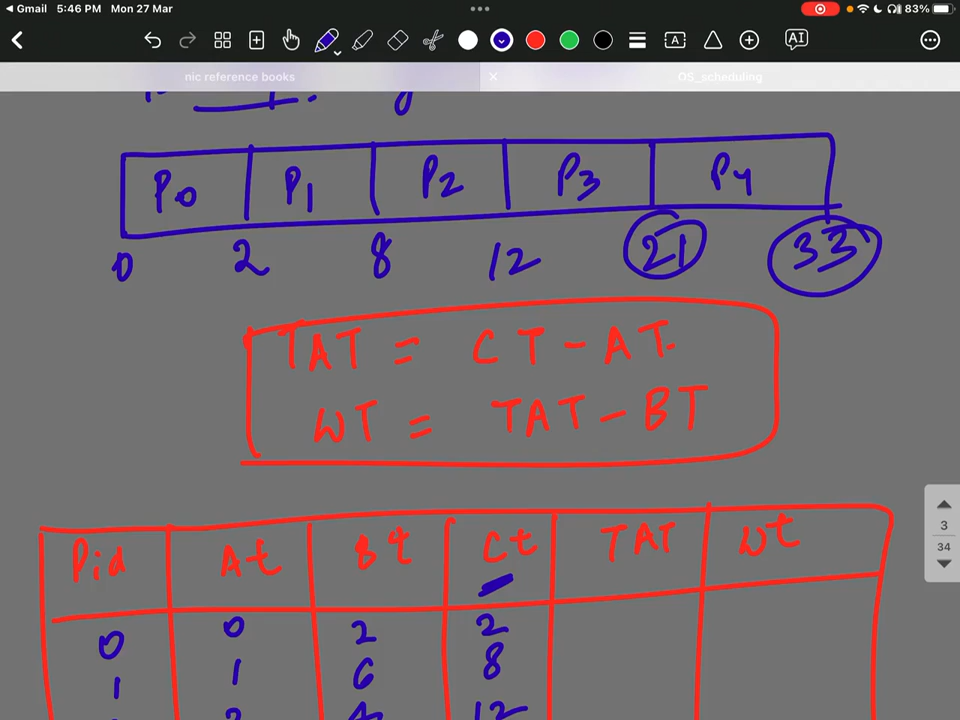 Gmail 5:46 PM Mon 27 Mar 83%
AI
nic reference books OS_scheduling
P0 P1 P2 P3 P4
0 2 8 12 21 33
TAT = CT - AT.
WT = TAT - BT
Pid At Bt Ct TAT Wt
0 0 2 2
1 1 6 8
12
3
34